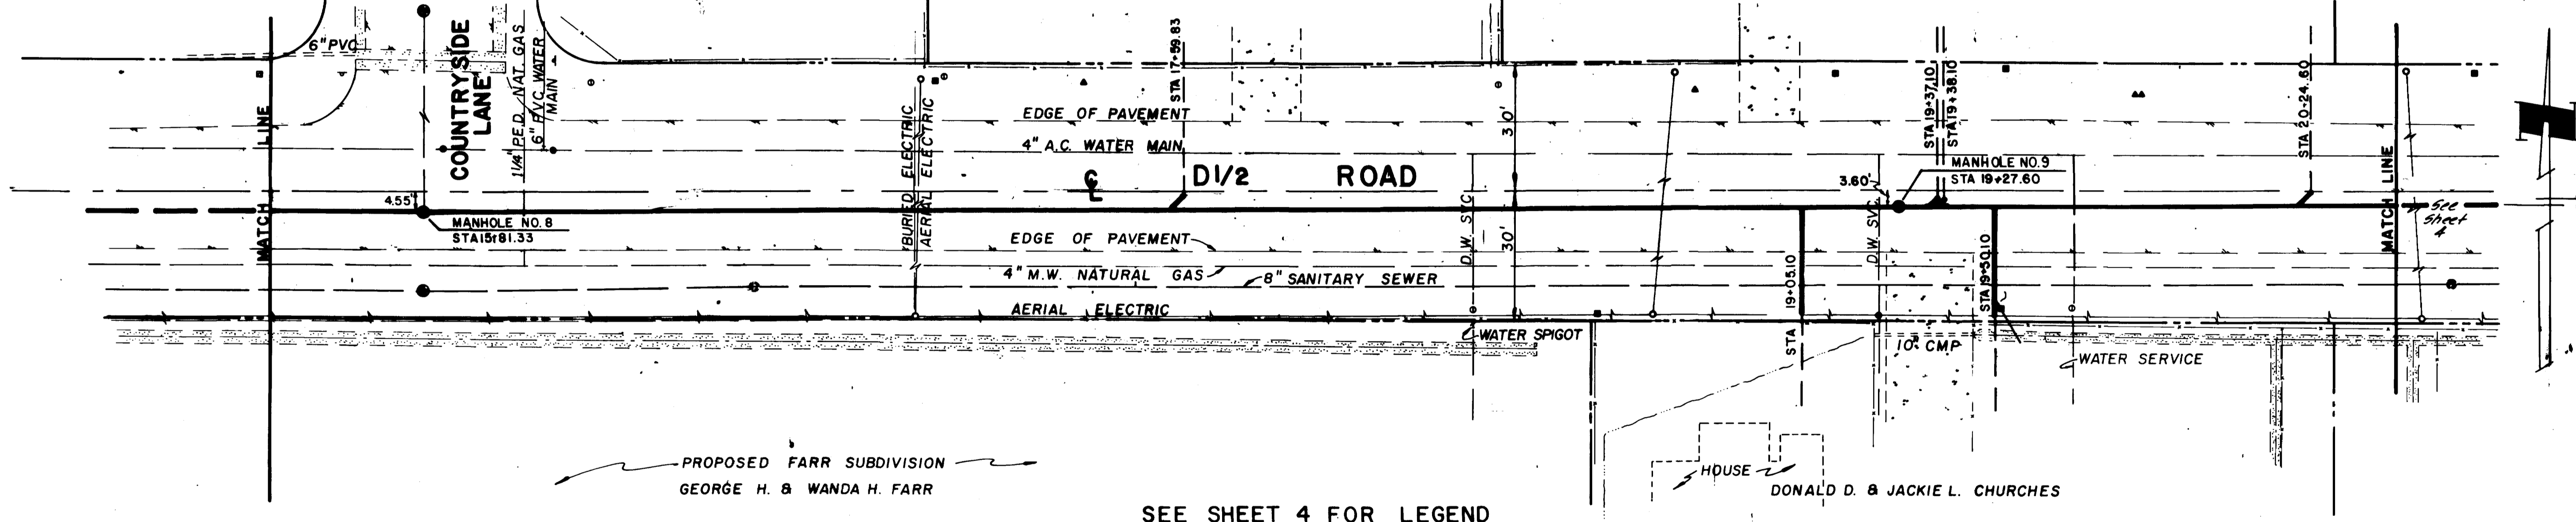 6" PVC
COUNTRYSIDE
LANE
1 1/4" P.E.D. NAT. GAS
6" P.V.C. WATER
MAIN
MATCH LINE
4.55'
MANHOLE NO. 8
STA 15+81.33
BURIED ELECTRIC
AERIAL ELECTRIC
STA 17+59.83
EDGE OF PAVEMENT
4" A.C. WATER MAIN
℄
D 1/2 ROAD
EDGE OF PAVEMENT
4" M.W. NATURAL GAS
8" SANITARY SEWER
AERIAL ELECTRIC
D.W. SVC.
30'
30'
WATER SPIGOT
STA 19+05.10
3.60'
D.W. SVC.
MANHOLE NO. 9
STA 19+27.60
STA 19+37.10
STA 19+38.10
STA 19+50.10
10" CMP
WATER SERVICE
STA 20+24.60
MATCH LINE
See
Sheet
4
PROPOSED FARR SUBDIVISION
GEORGE H. & WANDA H. FARR
HOUSE
DONALD D. & JACKIE L. CHURCHES
SEE SHEET 4 FOR LEGEND